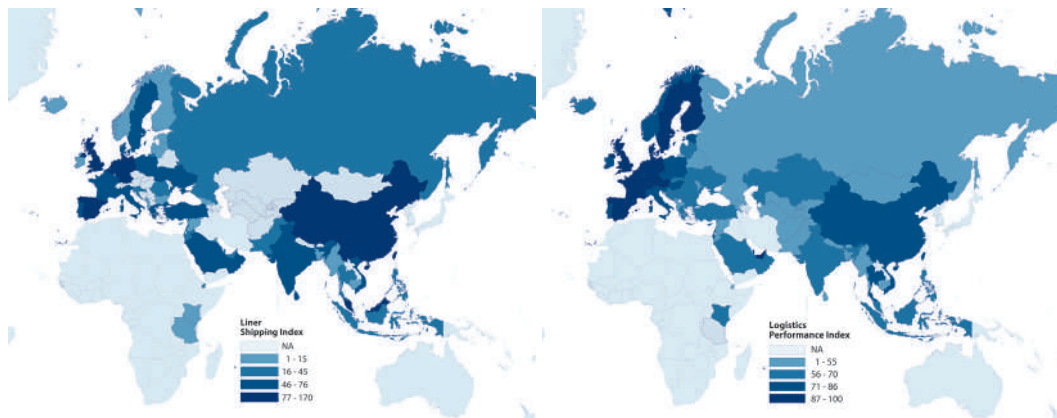 Liner
Shipping Index
NA
1 - 15
16 - 45
46 - 76
77 - 170
Logistics
Performance Index
NA
1 - 55
56 - 70
71 - 86
87 - 100